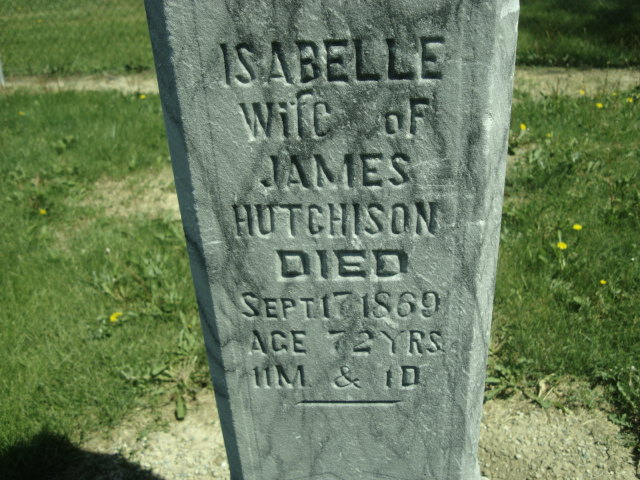 ISABELLE
Wife of
JAMES
HUTCHISON
DIED
SEPT 17 1869
AGE 72 YRS
11M. & 1D